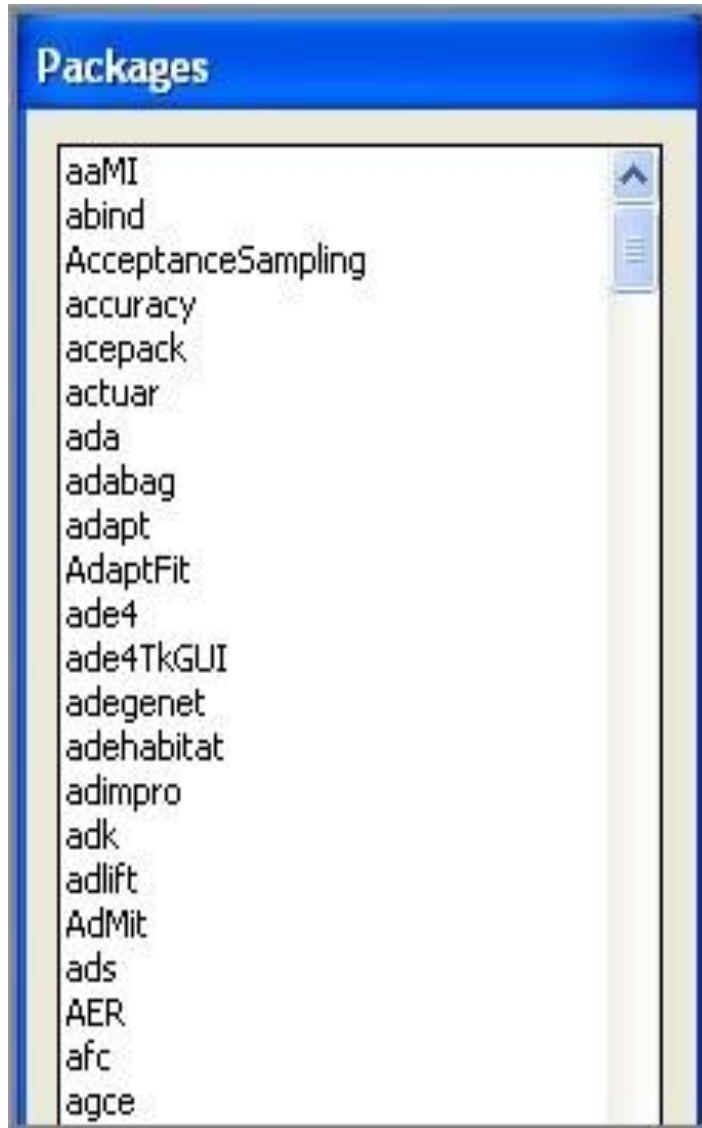 Packages
aaMI
abind
AcceptanceSampling
accuracy
acepack
actuar
ada
adabag
adapt
AdaptFit
ade4
ade4TkGUI
adegenet
adehabitat
adimpro
adk
adlift
AdMit
ads
AER
afc
agce